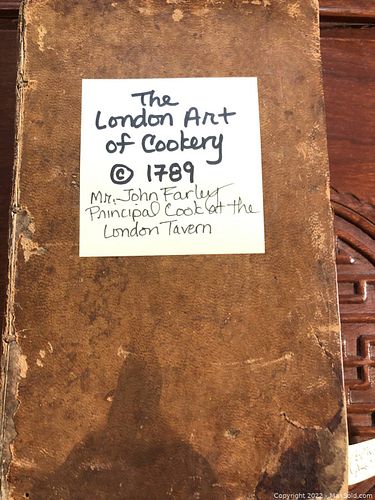 The
London Art
of Cookery
© 1789
Mr. John Farley
Principal Cook at the
London Tavern
Copyright 2022 - MaxSold.com